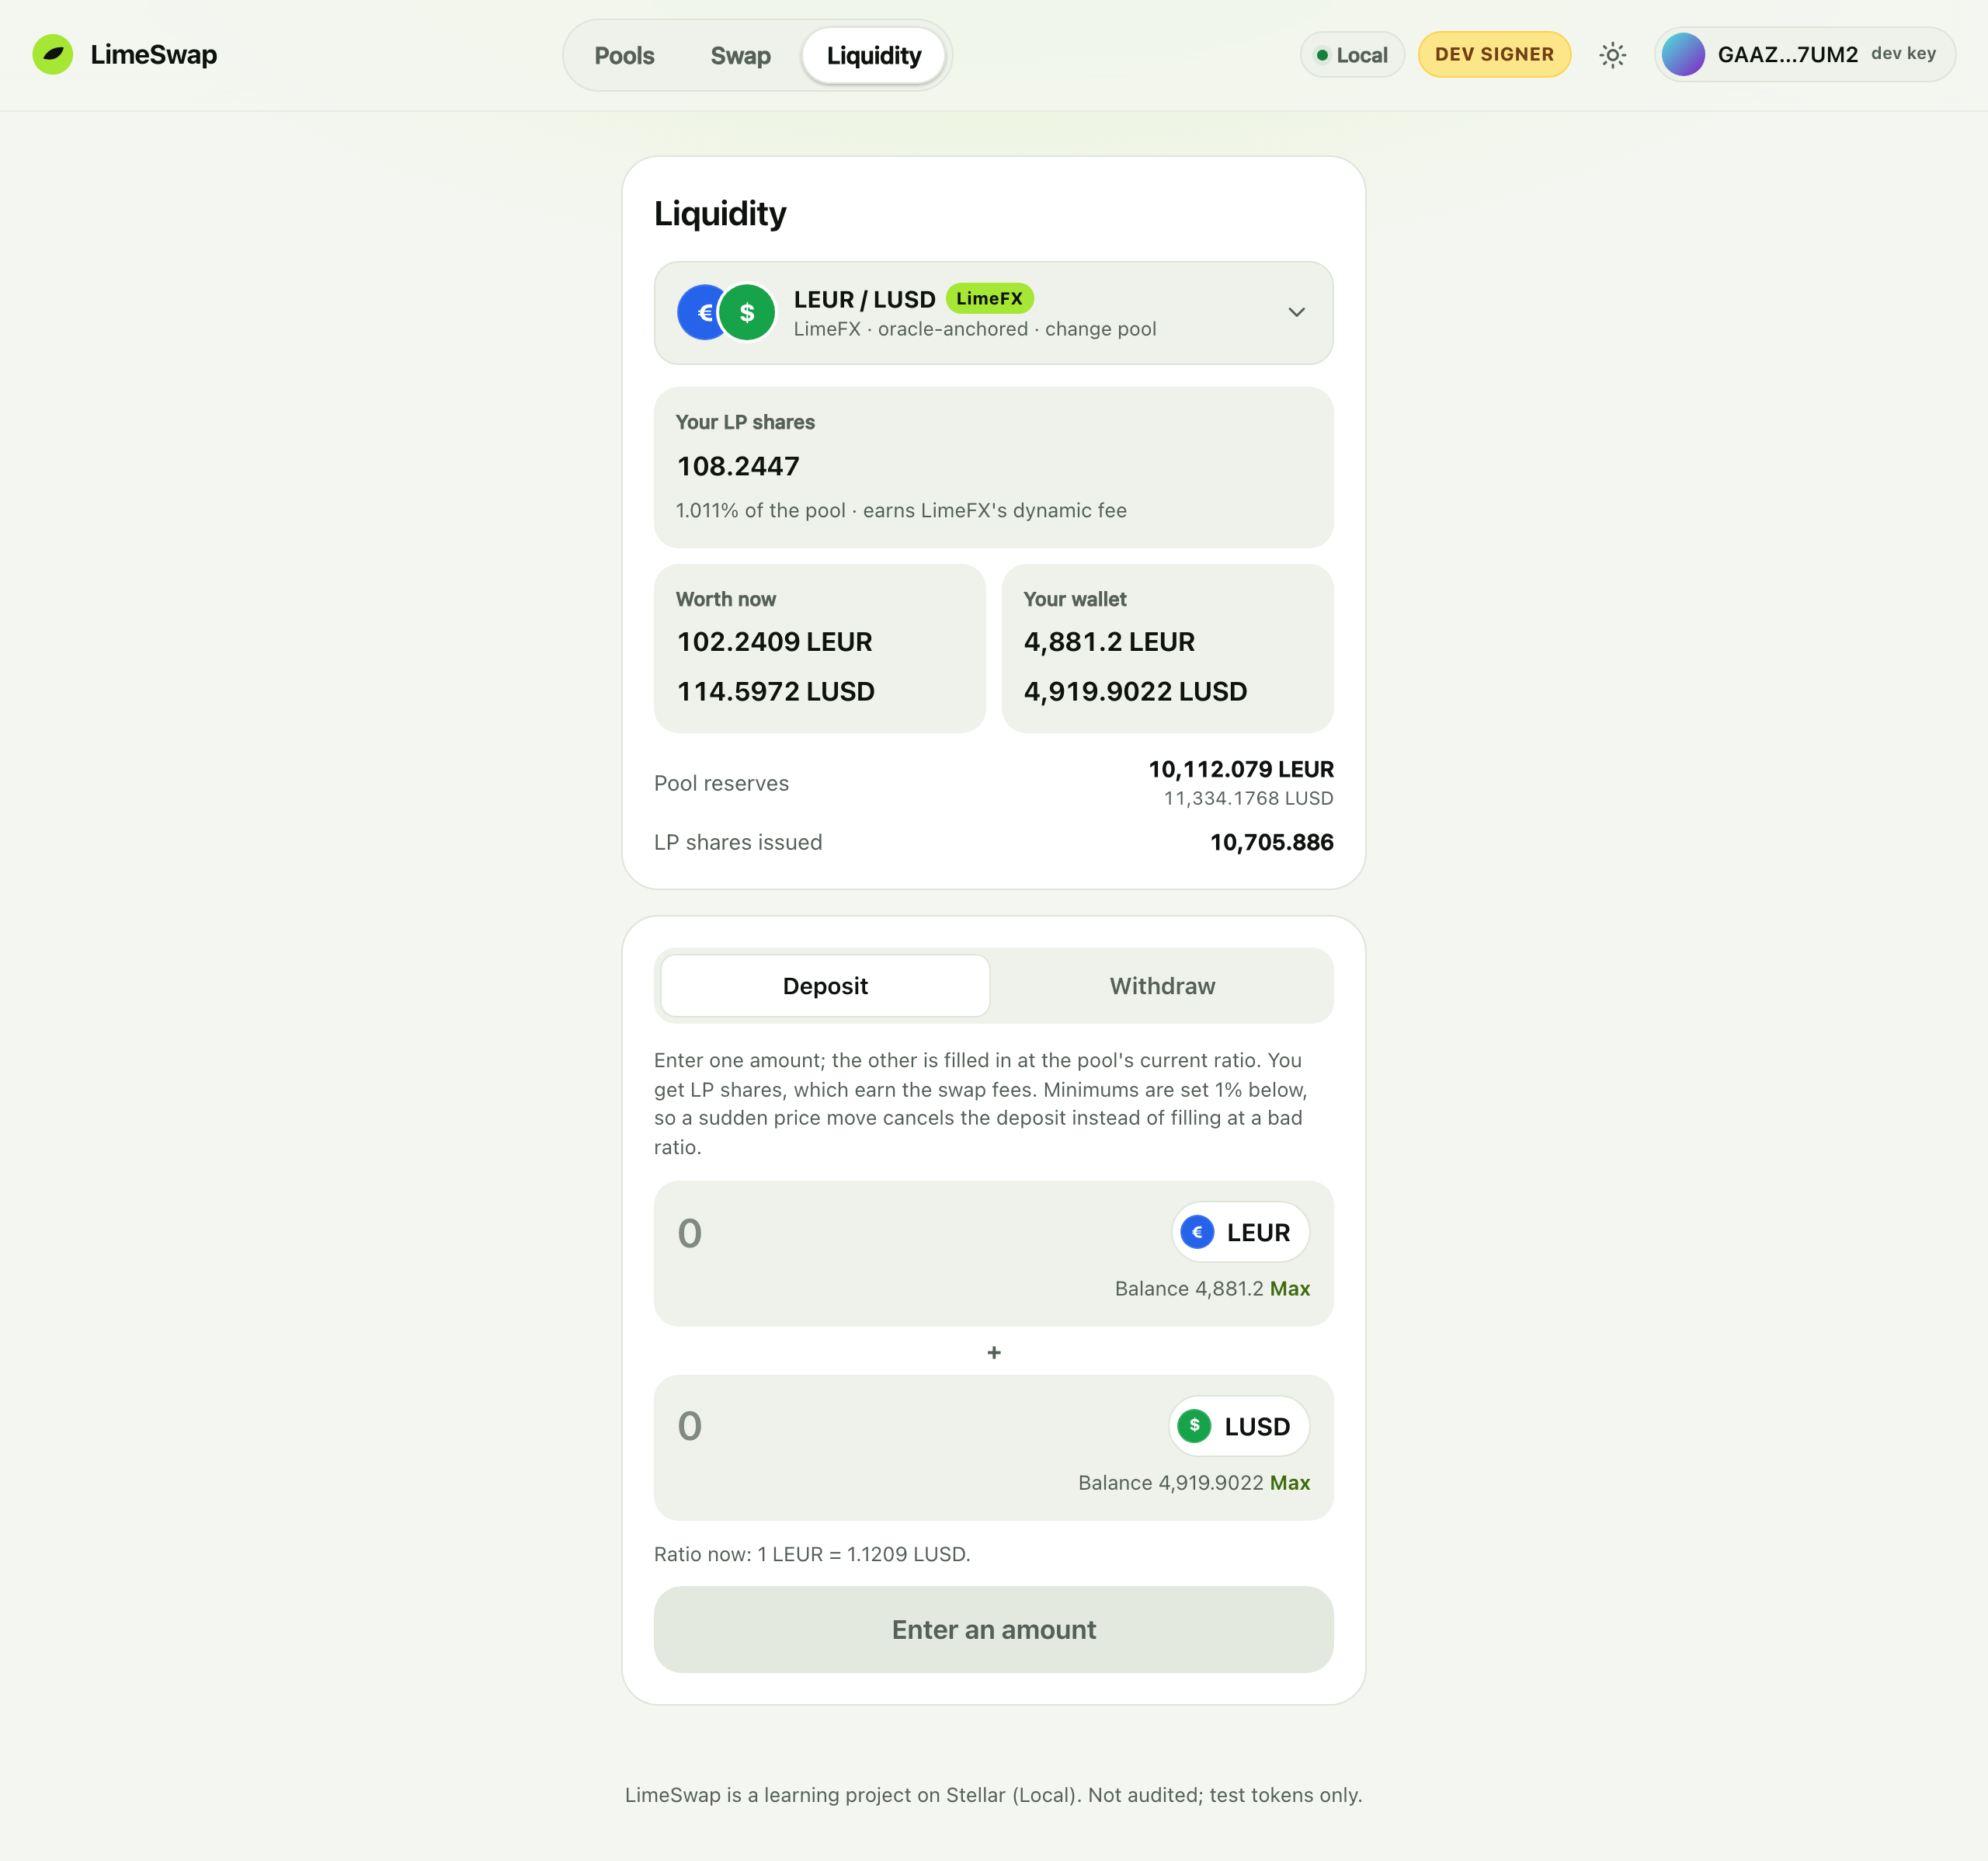 LimeSwap
Pools
Swap
Liquidity
Local
DEV SIGNER
GAAZ...7UM2 dev key
Liquidity
€ $
LEUR / LUSD LimeFX
LimeFX · oracle-anchored · change pool
Your LP shares
108.2447
1.011% of the pool · earns LimeFX's dynamic fee
Worth now
102.2409 LEUR
114.5972 LUSD
Your wallet
4,881.2 LEUR
4,919.9022 LUSD
Pool reserves
10,112.079 LEUR
11,334.1768 LUSD
LP shares issued
10,705.886
Deposit
Withdraw
Enter one amount; the other is filled in at the pool's current ratio. You
get LP shares, which earn the swap fees. Minimums are set 1% below,
so a sudden price move cancels the deposit instead of filling at a bad
ratio.
0
€ LEUR
Balance 4,881.2 Max
+
0
$ LUSD
Balance 4,919.9022 Max
Ratio now: 1 LEUR = 1.1209 LUSD.
Enter an amount
LimeSwap is a learning project on Stellar (Local). Not audited; test tokens only.